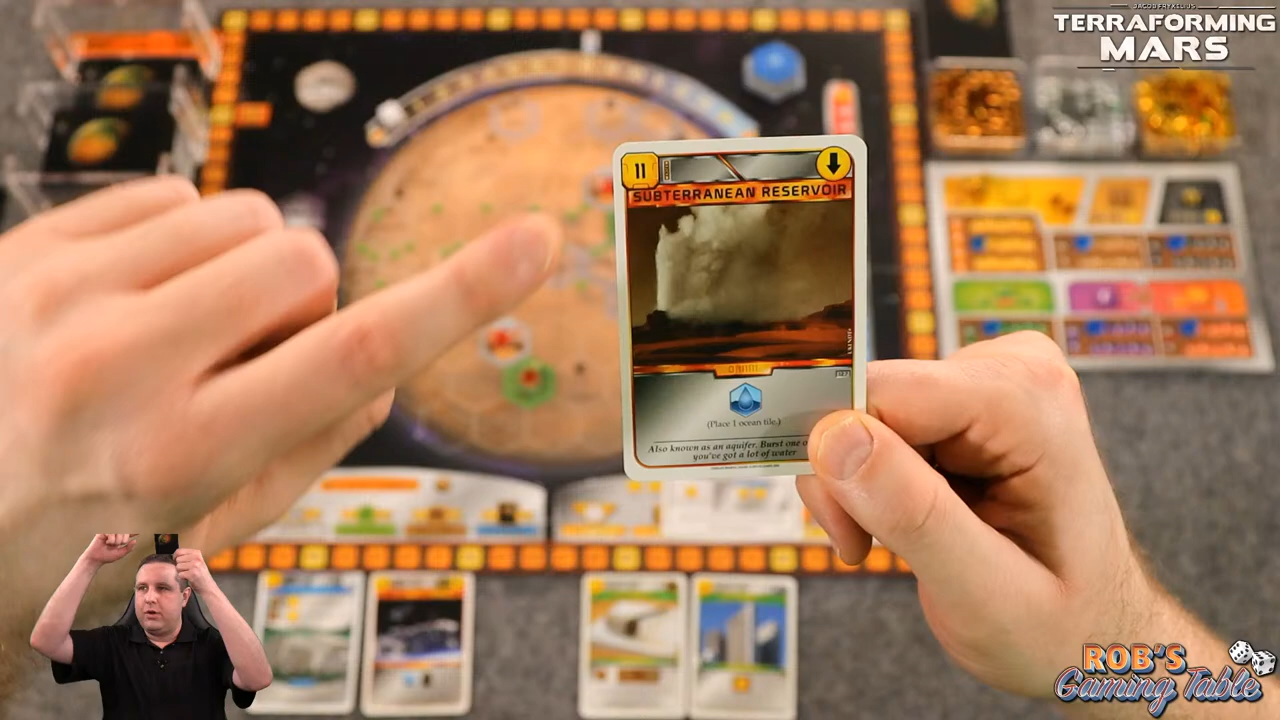 JACOB FRYXELIUS'
TERRAFORMING
MARS
11
SUBTERRANEAN RESERVOIR
(Place 1 ocean tile.)
Also known as an aquifer. Burst one
you've got a lot of water
ROB'S
Gaming Table